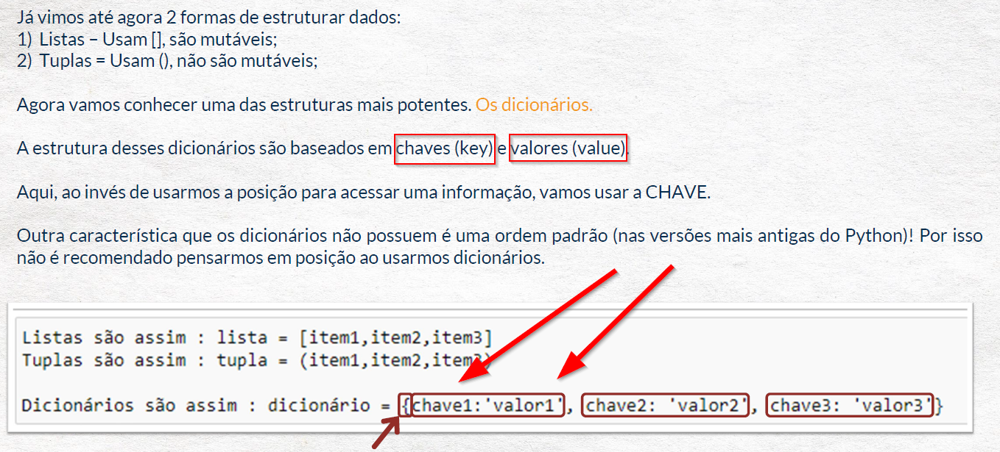 Já vimos até agora 2 formas de estruturar dados:
1) Listas – Usam [], são mutáveis;
2) Tuplas = Usam (), não são mutáveis;
Agora vamos conhecer uma das estruturas mais potentes. Os dicionários.
A estrutura desses dicionários são baseados em chaves (key) e valores (value).
Aqui, ao invés de usarmos a posição para acessar uma informação, vamos usar a CHAVE.
Outra característica que os dicionários não possuem é uma ordem padrão (nas versões mais antigas do Python)! Por isso
não é recomendado pensarmos em posição ao usarmos dicionários.
Listas são assim : lista = [item1,item2,item3]
Tuplas são assim : tupla = (item1,item2,item3)
Dicionários são assim : dicionário = {chave1:'valor1', chave2: 'valor2', chave3: 'valor3'}